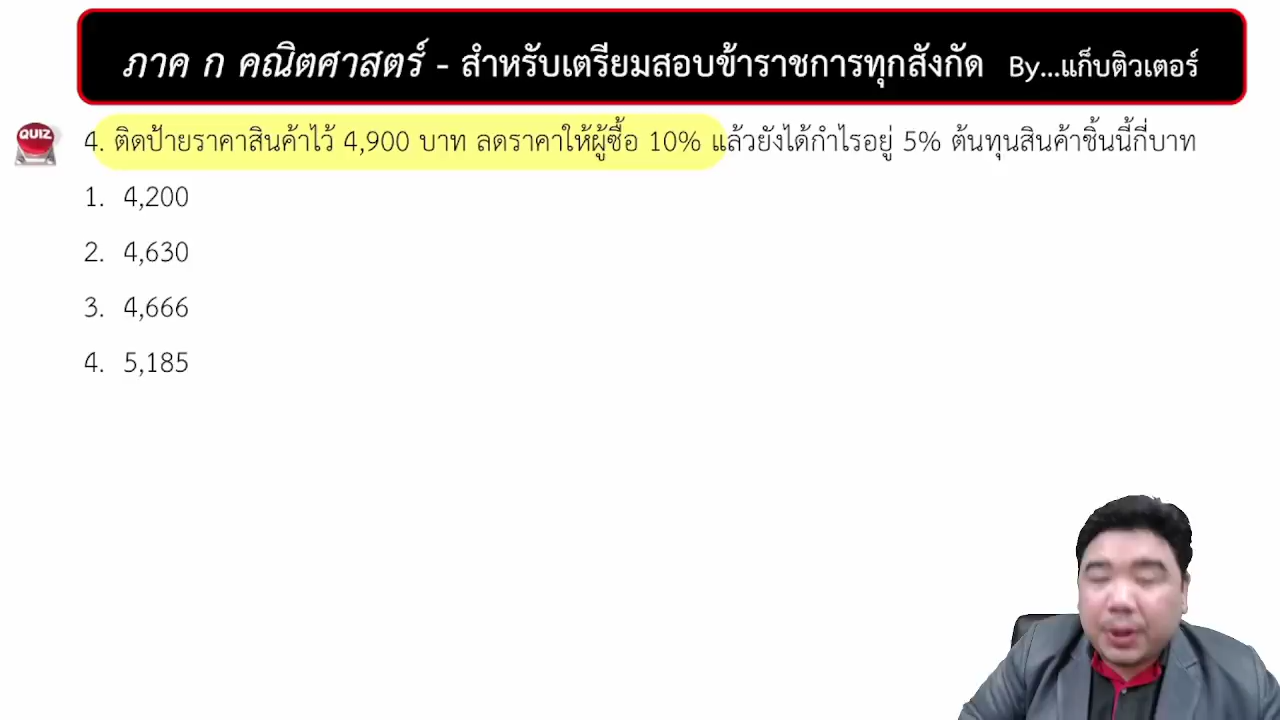 ภาค ก คณิตศาสตร์ - สำหรับเตรียมสอบข้าราชการทุกสังกัด By...แก็บติวเตอร์
QUIZ
4. ติดป้ายราคาสินค้าไว้ 4,900 บาท ลดราคาให้ผู้ซื้อ 10% แล้วยังได้กำไรอยู่ 5% ต้นทุนสินค้าชิ้นนี้กี่บาท
1. 4,200
2. 4,630
3. 4,666
4. 5,185